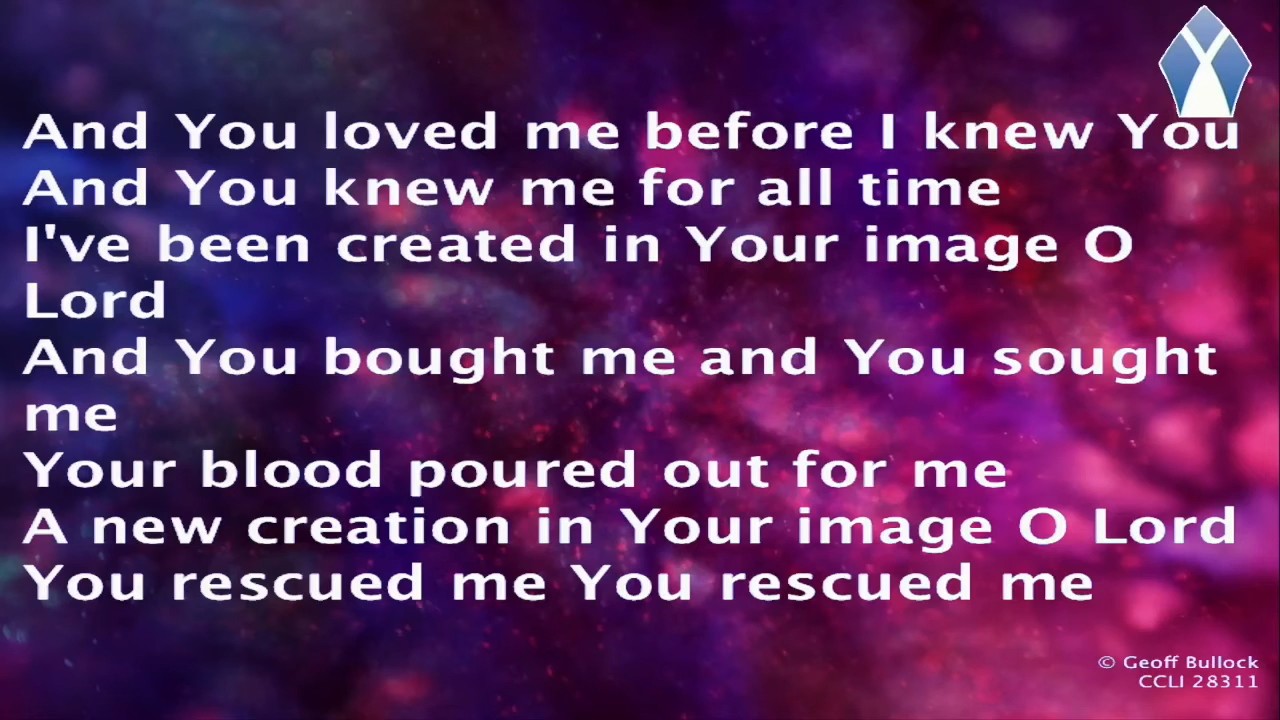 And You loved me before I knew You
And You knew me for all time
I've been created in Your image O
Lord
And You bought me and You sought
me
Your blood poured out for me
A new creation in Your image O Lord
You rescued me You rescued me
© Geoff Bullock
CCLI 28311